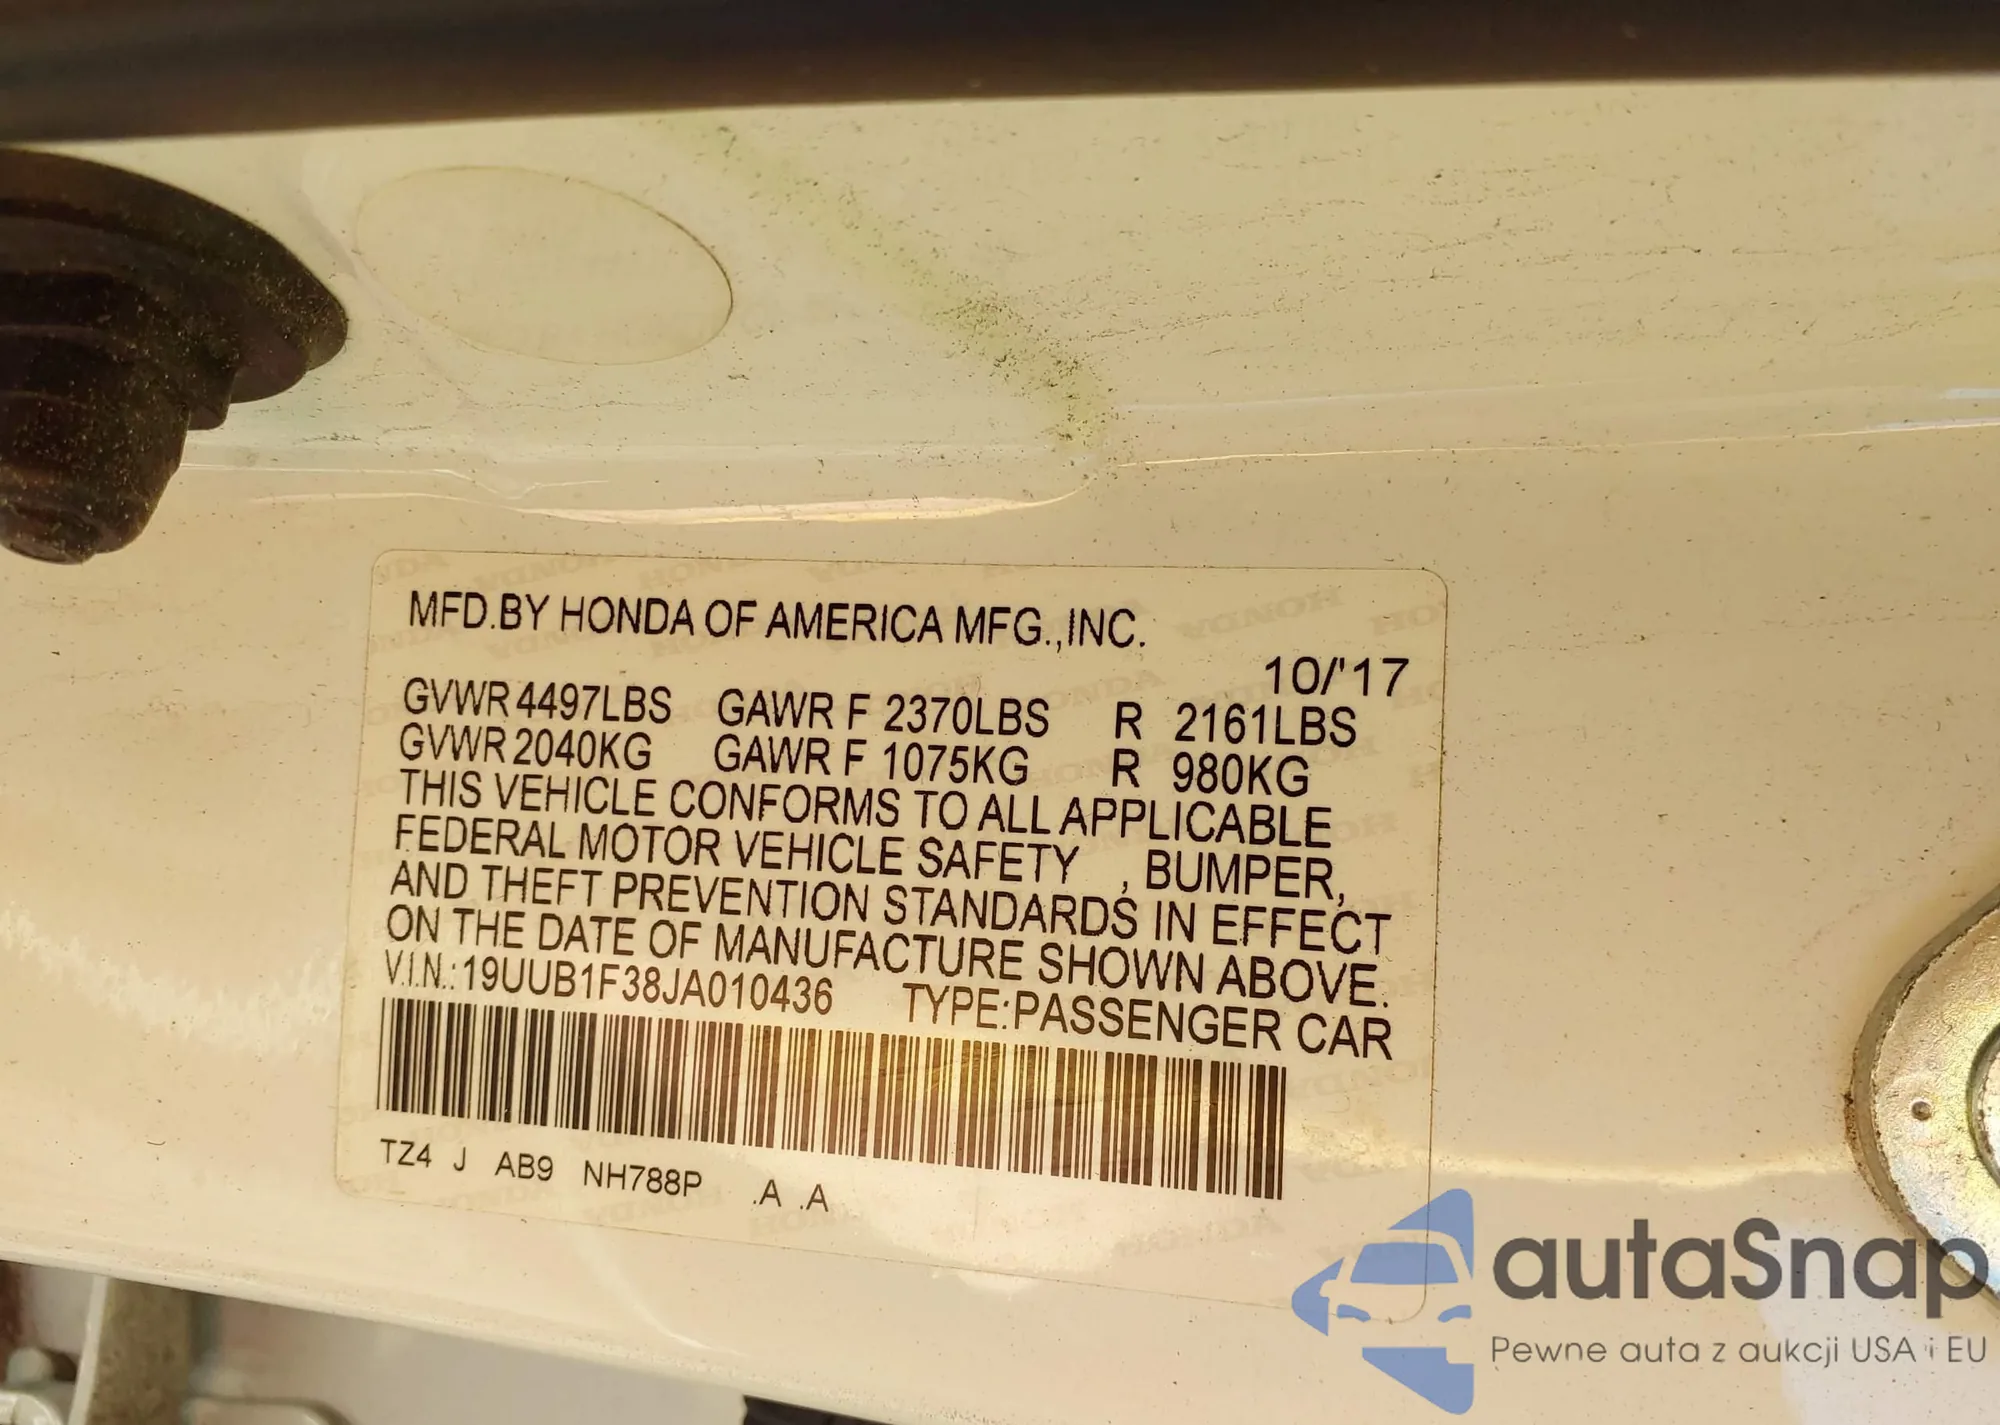 MFD.BY HONDA OF AMERICA MFG.,INC.
10/'17
GVWR 4497LBS GAWR F 2370LBS R 2161LBS
GVWR 2040KG GAWR F 1075KG R 980KG
THIS VEHICLE CONFORMS TO ALL APPLICABLE
FEDERAL MOTOR VEHICLE SAFETY , BUMPER,
AND THEFT PREVENTION STANDARDS IN EFFECT
ON THE DATE OF MANUFACTURE SHOWN ABOVE.
V.I.N.:19UUB1F38JA010436 TYPE:PASSENGER CAR
TZ4 J AB9 NH788P .A .A
autaSnap
Pewne auta z aukcji USA i EU